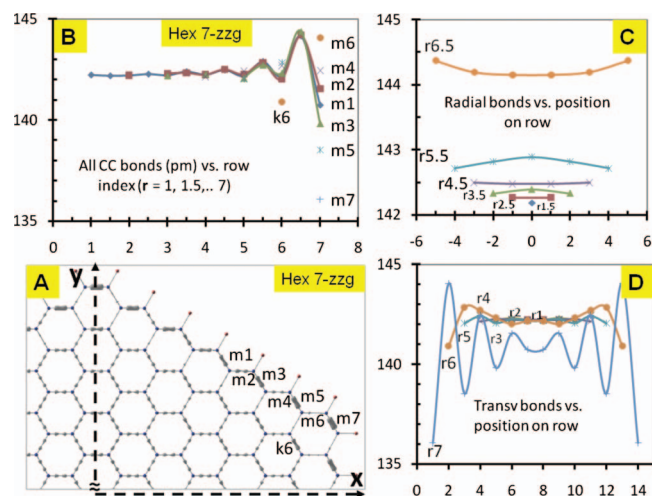 B
Hex 7-zzg
145
140
135
0 1 2 3 4 5 6 7 8
m6
m4
m2
m1
m3
m5
m7
k6
All CC bonds (pm) vs. row
index (r = 1, 1.5,.. 7)
C
145
144
143
142
-6 -4 -2 0 2 4 6
r6.5
Radial bonds vs. position
on row
r5.5
r4.5
r3.5
r2.5
r1.5
A
Hex 7-zzg
y
x
≈
m1
m2
m3
m4
m5
m6
m7
k6
D
145
140
135
0 2 4 6 8 10 12 14
r4
r2
r1
r5
r3
r6
r7
Transv bonds vs.
position on row